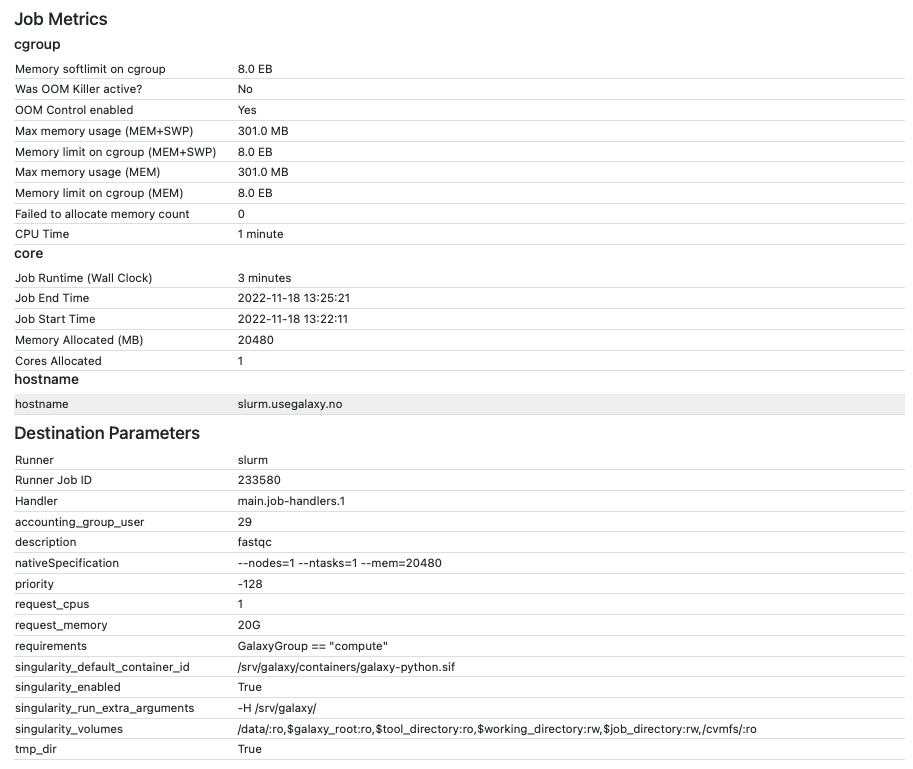 Job Metrics
cgroup
Memory softlimit on cgroup 8.0 EB
Was OOM Killer active? No
OOM Control enabled Yes
Max memory usage (MEM+SWP) 301.0 MB
Memory limit on cgroup (MEM+SWP) 8.0 EB
Max memory usage (MEM) 301.0 MB
Memory limit on cgroup (MEM) 8.0 EB
Failed to allocate memory count 0
CPU Time 1 minute
core
Job Runtime (Wall Clock) 3 minutes
Job End Time 2022-11-18 13:25:21
Job Start Time 2022-11-18 13:22:11
Memory Allocated (MB) 20480
Cores Allocated 1
hostname
hostname slurm.usegalaxy.no
Destination Parameters
Runner slurm
Runner Job ID 233580
Handler main.job-handlers.1
accounting_group_user 29
description fastqc
nativeSpecification --nodes=1 --ntasks=1 --mem=20480
priority -128
request_cpus 1
request_memory 20G
requirements GalaxyGroup == "compute"
singularity_default_container_id /srv/galaxy/containers/galaxy-python.sif
singularity_enabled True
singularity_run_extra_arguments -H /srv/galaxy/
singularity_volumes /data/:ro,$galaxy_root:ro,$tool_directory:ro,$working_directory:rw,$job_directory:rw,/cvmfs/:ro
tmp_dir True